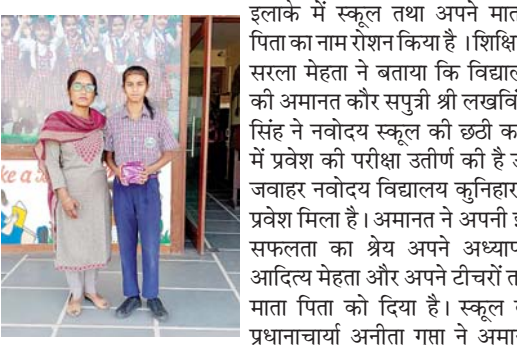 इलाके में स्कूल तथा अपने मात
पिता का नाम रोशन किया है । शिक्षि
सरला मेहता ने बताया कि विद्याल
की अमानत कौर सपुत्री श्री लखविं
सिंह ने नवोदय स्कूल की छठी क
में प्रवेश की परीक्षा उतीर्ण की है
जवाहर नवोदय विद्यालय कुनिहार
प्रवेश मिला है। अमानत ने अपनी
सफलता का श्रेय अपने अध्याप
आदित्य मेहता और अपने टीचरों त
माता पिता को दिया है। स्कूल
प्रधानाचार्या अनीता गुप्ता ने अमान
ke a